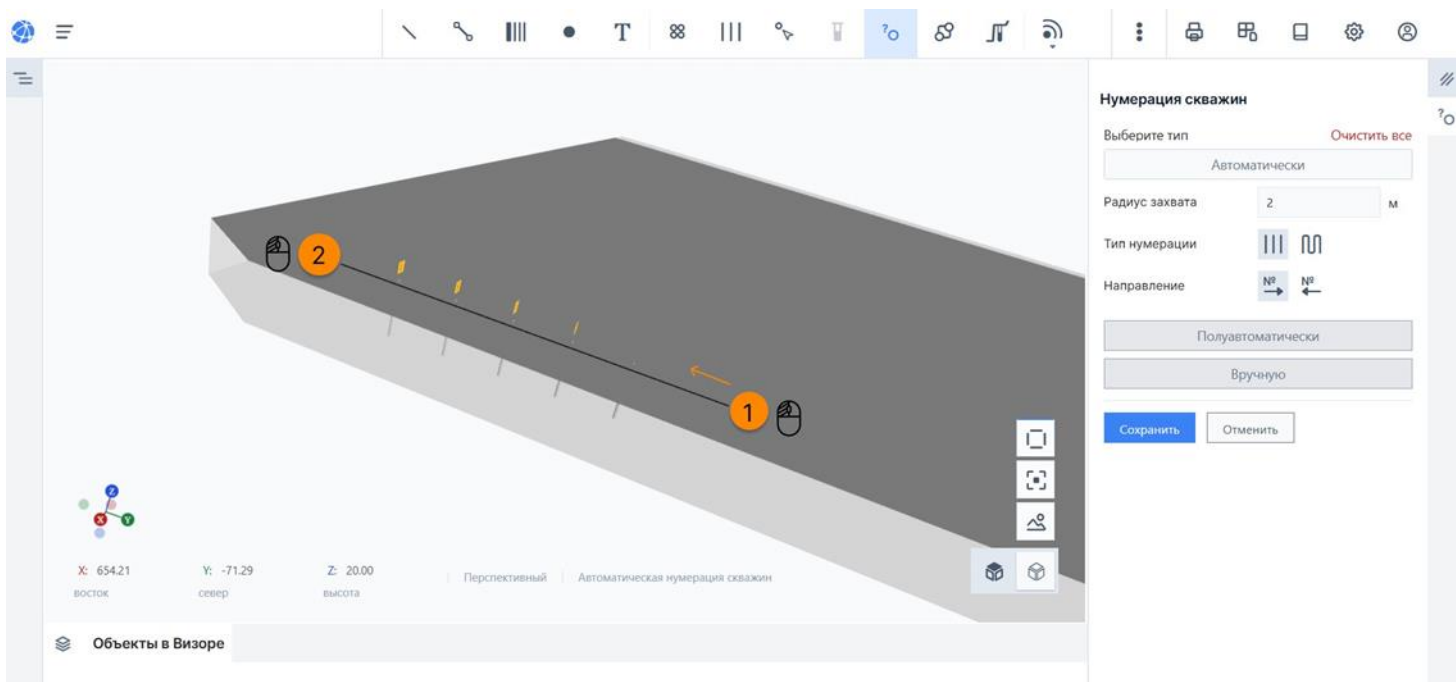 T
?
Нумерация скважин
?
Выберите тип Очистить все
Автоматически
Радиус захвата 2 м
Тип нумерации
Направление № №
Полуавтоматически
Вручную
Сохранить Отменить
2
1
Z
X Y
X: 654.21 Y: -71.29 Z: 20.00
восток север высота
Перспективный Автоматическая нумерация скважин
Объекты в Визоре